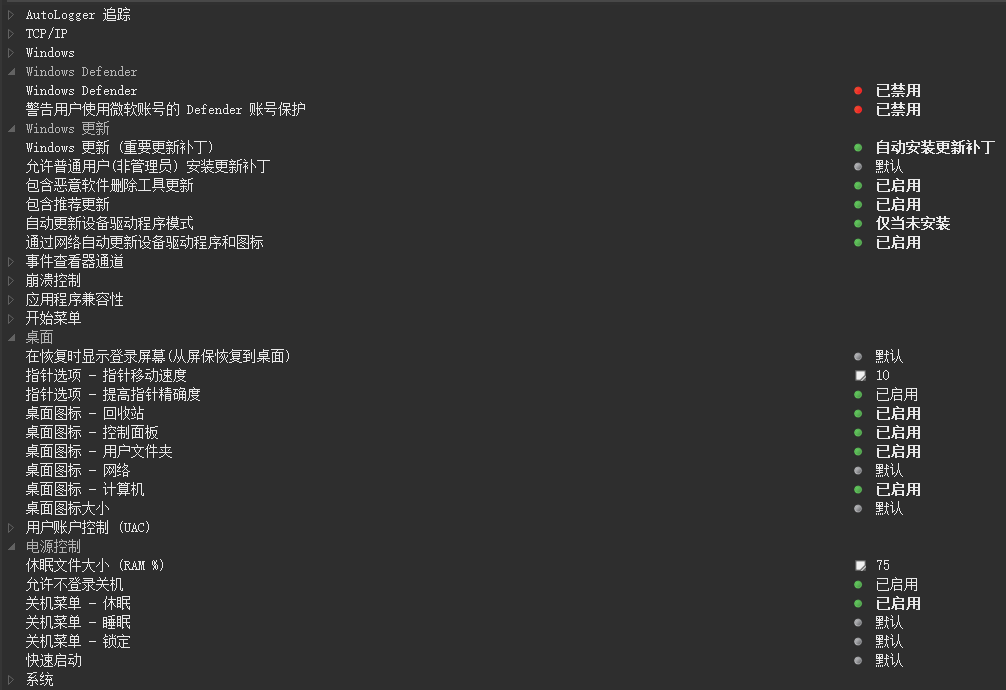 AutoLogger 追踪
TCP/IP
Windows
Windows Defender
Windows Defender 已禁用
警告用户使用微软账号的 Defender 账号保护 已禁用
Windows 更新
Windows 更新 (重要更新补丁) 自动安装更新补丁
允许普通用户(非管理员) 安装更新补丁 默认
包含恶意软件删除工具更新 已启用
包含推荐更新 已启用
自动更新设备驱动程序模式 仅当未安装
通过网络自动更新设备驱动程序和图标 已启用
事件查看器通道
崩溃控制
应用程序兼容性
开始菜单
桌面
在恢复时显示登录屏幕(从屏保恢复到桌面) 默认
指针选项 - 指针移动速度 10
指针选项 - 提高指针精确度 已启用
桌面图标 - 回收站 已启用
桌面图标 - 控制面板 已启用
桌面图标 - 用户文件夹 已启用
桌面图标 - 网络 默认
桌面图标 - 计算机 已启用
桌面图标大小 默认
用户账户控制 (UAC)
电源控制
休眠文件大小 (RAM %) 75
允许不登录关机 已启用
关机菜单 - 休眠 已启用
关机菜单 - 睡眠 默认
关机菜单 - 锁定 默认
快速启动 默认
系统